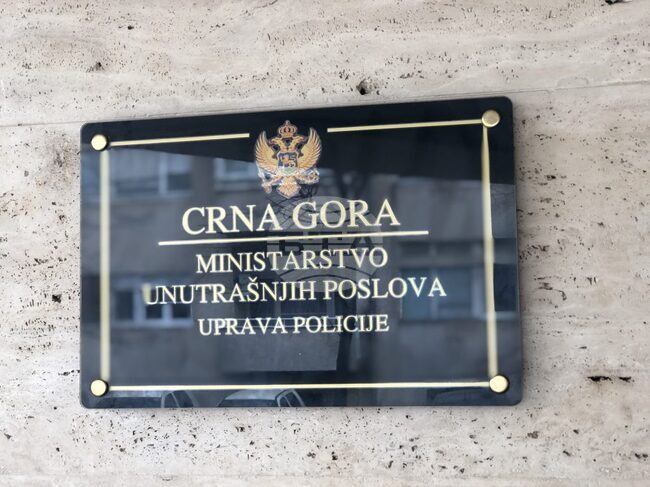 CRNA GORA
MINISTARSTVO
UNUTRAŠNJIH POSLOVA
UPRAVA POLICIJE